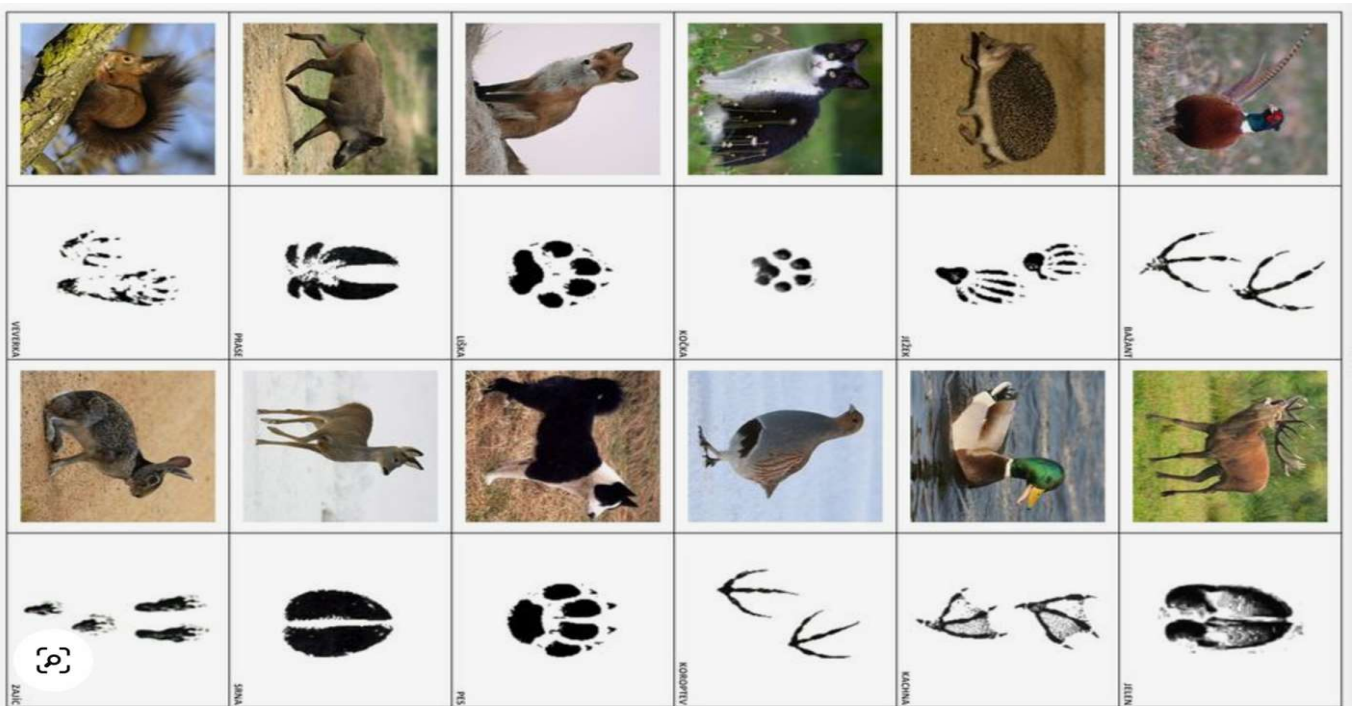 VEVERKA
PRASE
LIŠKA
KOČKA
JEŽEK
BAŽANT
ZAJÍC
SRNA
PES
KOROPTEV
KACHNA
JELEN